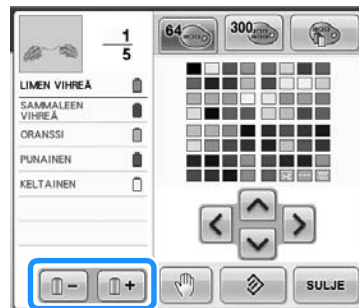 1
5
LIMEN VIHREÄ
SAMMALEEN
VIHREÄ
ORANSSI
PUNAINEN
KELTAINEN
64
300
- +
SULJE